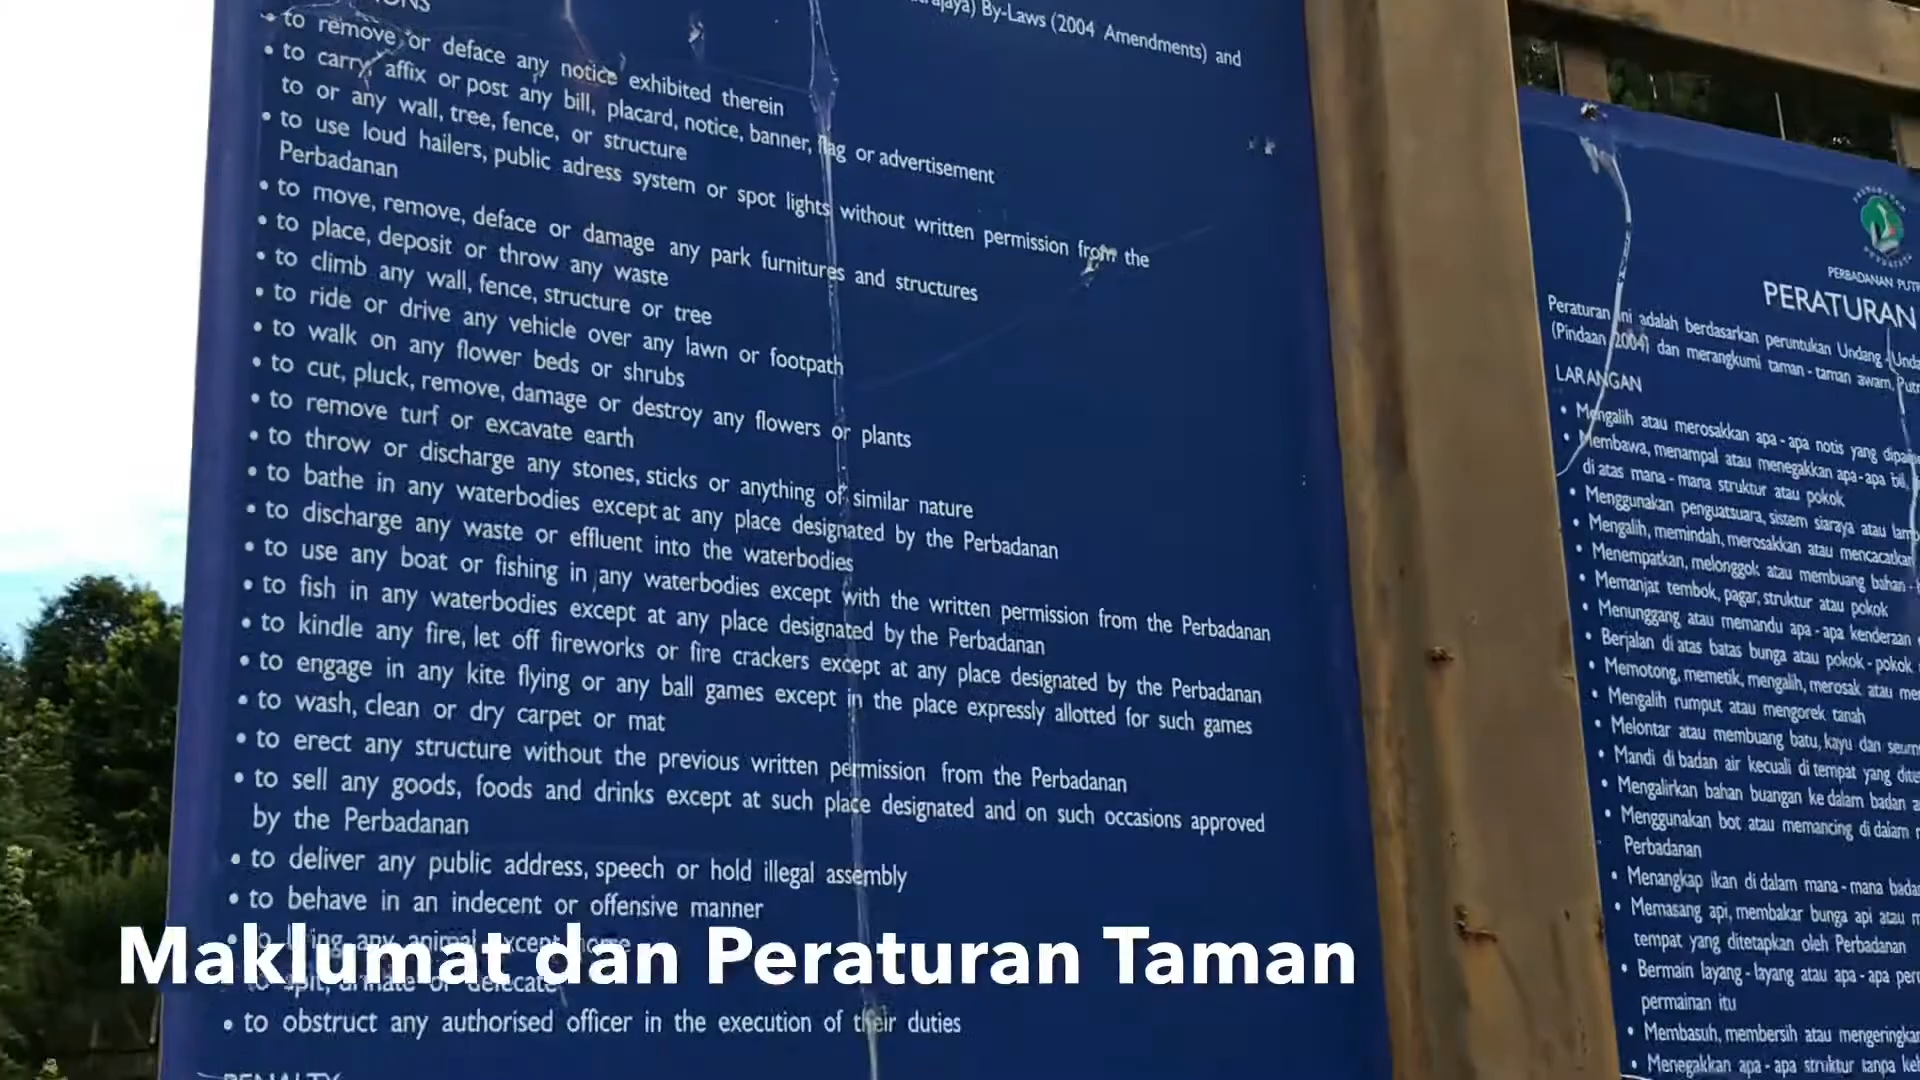 By-Laws (2004 Amendments) and
to remove or deface any notice exhibited therein
• to carry, affix or post any bill, placard, notice, banner, flag or advertisement
to or any wall, tree, fence, or structure
• to use loud hailers, public adress system or spot lights without written permission from the
Perbadanan
• to move, remove, deface or damage any park furnitures and structures
• to place, deposit or throw any waste
• to climb any wall, fence, structure or tree
• to ride or drive any vehicle over any lawn or footpath
• to walk on any flower beds or shrubs
• to cut, pluck, remove, damage or destroy any flowers or plants
• to remove turf or excavate earth
• to throw or discharge any stones, sticks or anything of similar nature
• to bathe in any waterbodies except at any place designated by the Perbadanan
• to discharge any waste or effluent into the waterbodies
• to use any boat or fishing in any waterbodies except with the written permission from the Perbadanan
• to fish in any waterbodies except at any place designated by the Perbadanan
• to kindle any fire, let off fireworks or fire crackers except at any place designated by the Perbadanan
• to engage in any kite flying or any ball games except in the place expressly allotted for such games
• to wash, clean or dry carpet or mat
• to erect any structure without the previous written permission from the Perbadanan
• to sell any goods, foods and drinks except at such place designated and on such occasions approved
by the Perbadanan
• to deliver any public address, speech or hold illegal assembly
• to behave in an indecent or offensive manner
• to bring any animal except
• to spit, urinate or defecate
• to obstruct any authorised officer in the execution of their duties
PENALTY
PERBADANAN
PERATURAN
Peraturan ini adalah berdasarkan peruntukan Undang -
(Pindaan 2004) dan merangkumi taman - taman awam,
LARANGAN
• Mengalih atau merosakkan apa - apa notis yang
• Membawa, menampal atau menegakkan apa - apa bil,
di atas mana - mana struktur atau pokok
• Menggunakan penguatsuara, sistem siaraya atau
• Mengalih, memindah, merosakkan atau mencacatkan
• Menempatkan, melonggok atau membuang bahan -
• Memanjat tembok, pagar, struktur atau pokok
• Menunggang atau memandu apa - apa kenderaan
• Berjalan di atas batas bunga atau pokok - pokok
• Memotong, memetik, mengalih, merosak atau
• Mengalih rumput atau mengorek tanah
• Melontar atau membuang batu, kayu dan
• Mandi di badan air kecuali di tempat yang
• Mengalirkan bahan buangan ke dalam badan
• Menggunakan bot atau memancing di dalam
Perbadanan
• Menangkap ikan di dalam mana - mana
• Memasang api, membakar bunga api atau
tempat yang ditetapkan oleh Perbadanan
• Bermain layang - layang atau apa - apa
permainan itu
• Membasuh, membersih atau
• Menegakkan apa - apa struktur tanpa
Maklumat dan Peraturan Taman